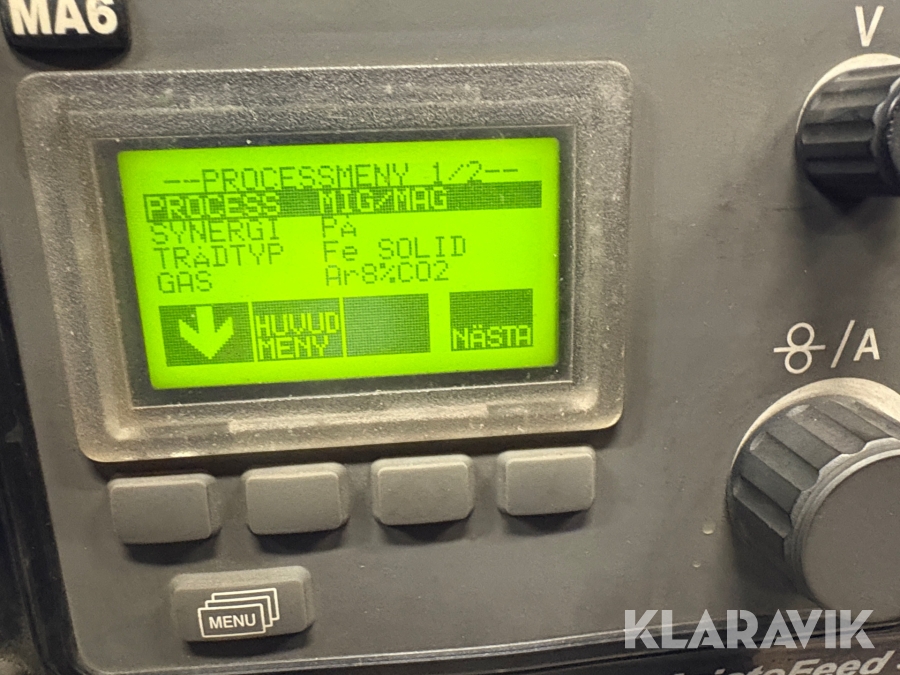 MA6
V
--PROCESSMENY 1/2--
PROCESS MIG/MAG
SYNERGI PÅ
TRÅDTYP Fe SOLID
GAS Ar8%CO2
HUVUD
MENY
NÄSTA
/A
MENU
KLARAVIK
Feed